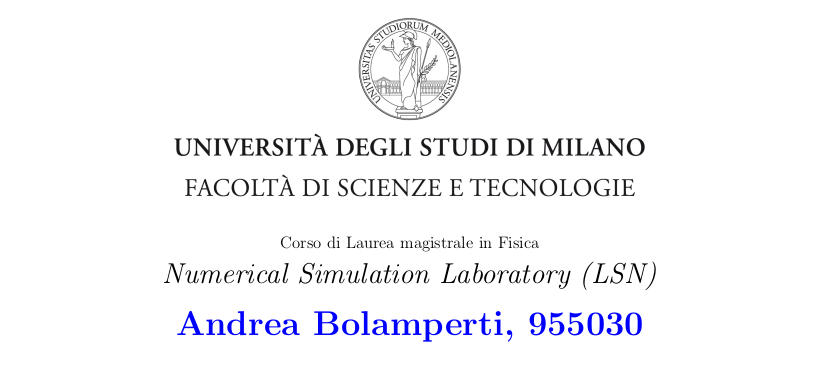 UNIVERSITAS STUDIORUM MEDIOLANENSIS
UNIVERSITÀ DEGLI STUDI DI MILANO
FACOLTÀ DI SCIENZE E TECNOLOGIE
Corso di Laurea magistrale in Fisica
Numerical Simulation Laboratory (LSN)
Andrea Bolamperti, 955030